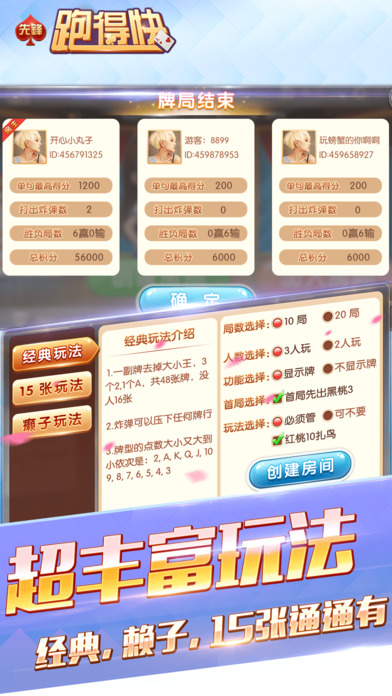 先鋒
跑得快
牌局结束
房主
开心小丸子
ID:456791325
单句最高得分 1200
打出炸弹数 2
胜负局数 6赢0输
总积分 56000
游客：8899
ID:459878953
单句最高得分 200
打出炸弹数 0
胜负局数 0赢6输
总积分 6000
玩螃蟹的你啊啊
ID:459658927
单句最高得分 200
打出炸弹数 0
胜负局数 0赢6输
总积分 6000
确 定
经典玩法
15 张玩法
癞子玩法
经典玩法介绍
1.一副牌去掉大小王，3
个2,1个A，共48张牌，没
人16张
2.炸弹可以压下任何牌行
3.牌型的点数大小又大到
小依次是：2, A, K, Q, J, 10
9, 8, 7, 6, 5, 4, 3
局数选择： 10 局 20 局
人数选择： 3人玩 2人玩
功能选择： 显示牌 不显示牌
首局选择： 首局先出黑桃3
玩法选择： 必须管 可不要
红桃10扎鸟
创建房间
超丰富玩法
经典，赖子，15张通通有